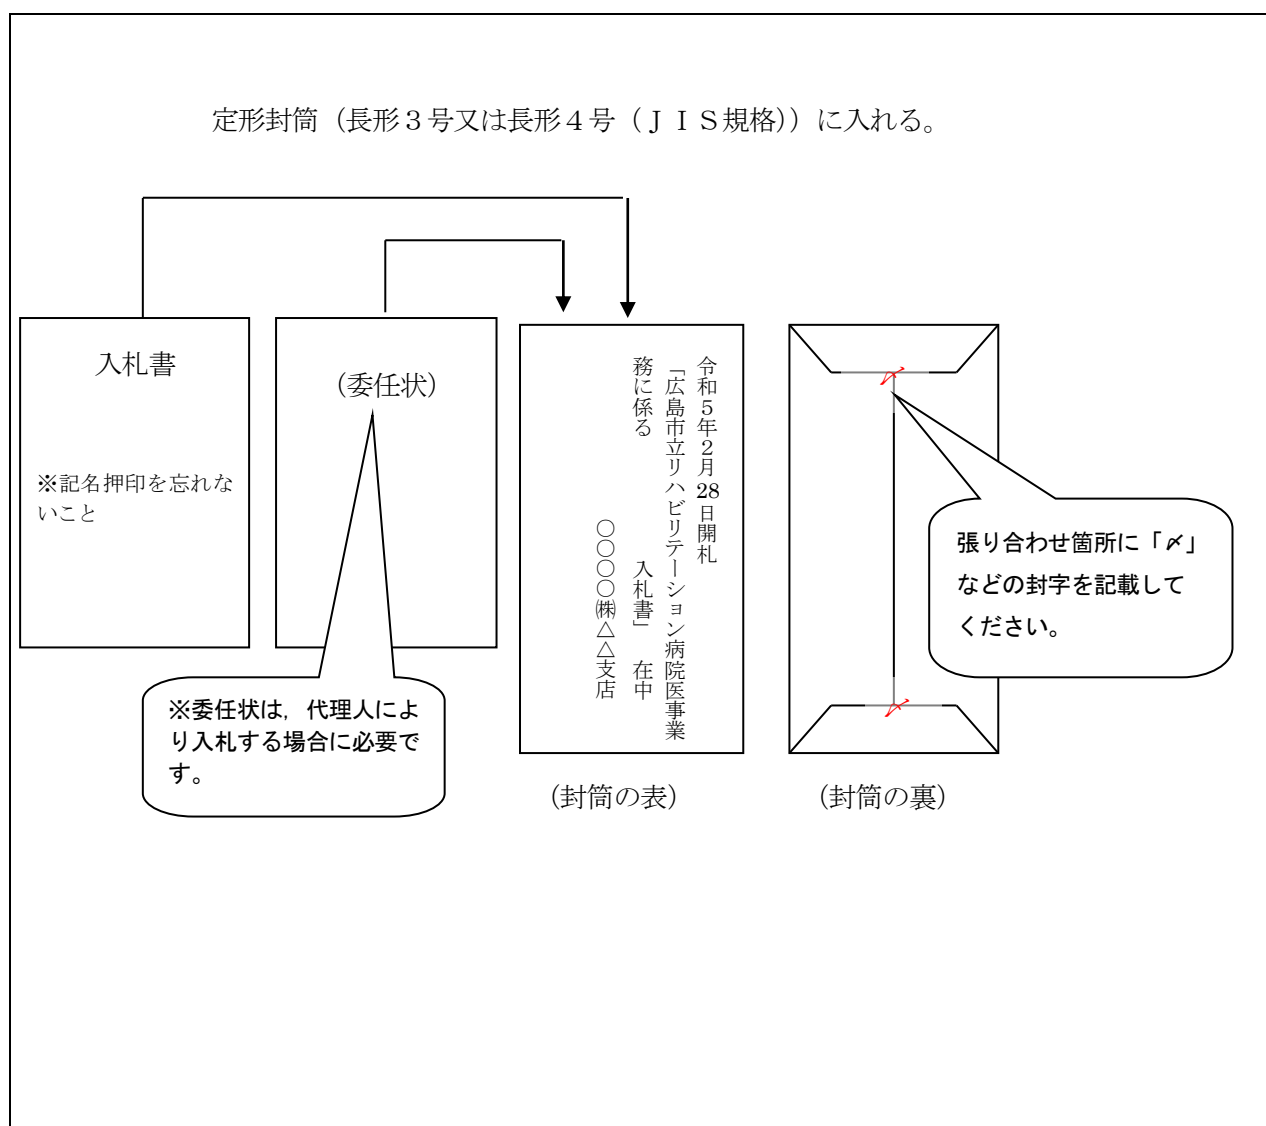 定形封筒（長形３号又は長形４号（ＪＩＳ規格））に入れる。
入札書
※記名押印を忘れな
いこと
（委任状）
※委任状は，代理人によ
り入札する場合に必要で
す。
令和５年２月28日開札
「広島市立リハビリテーション病院医事業
務に係る　　　　入札書」　在中
〇〇〇〇㈱△△支店
（封筒の表）
張り合わせ箇所に「〆」
などの封字を記載して
ください。
〆
〆
（封筒の裏）